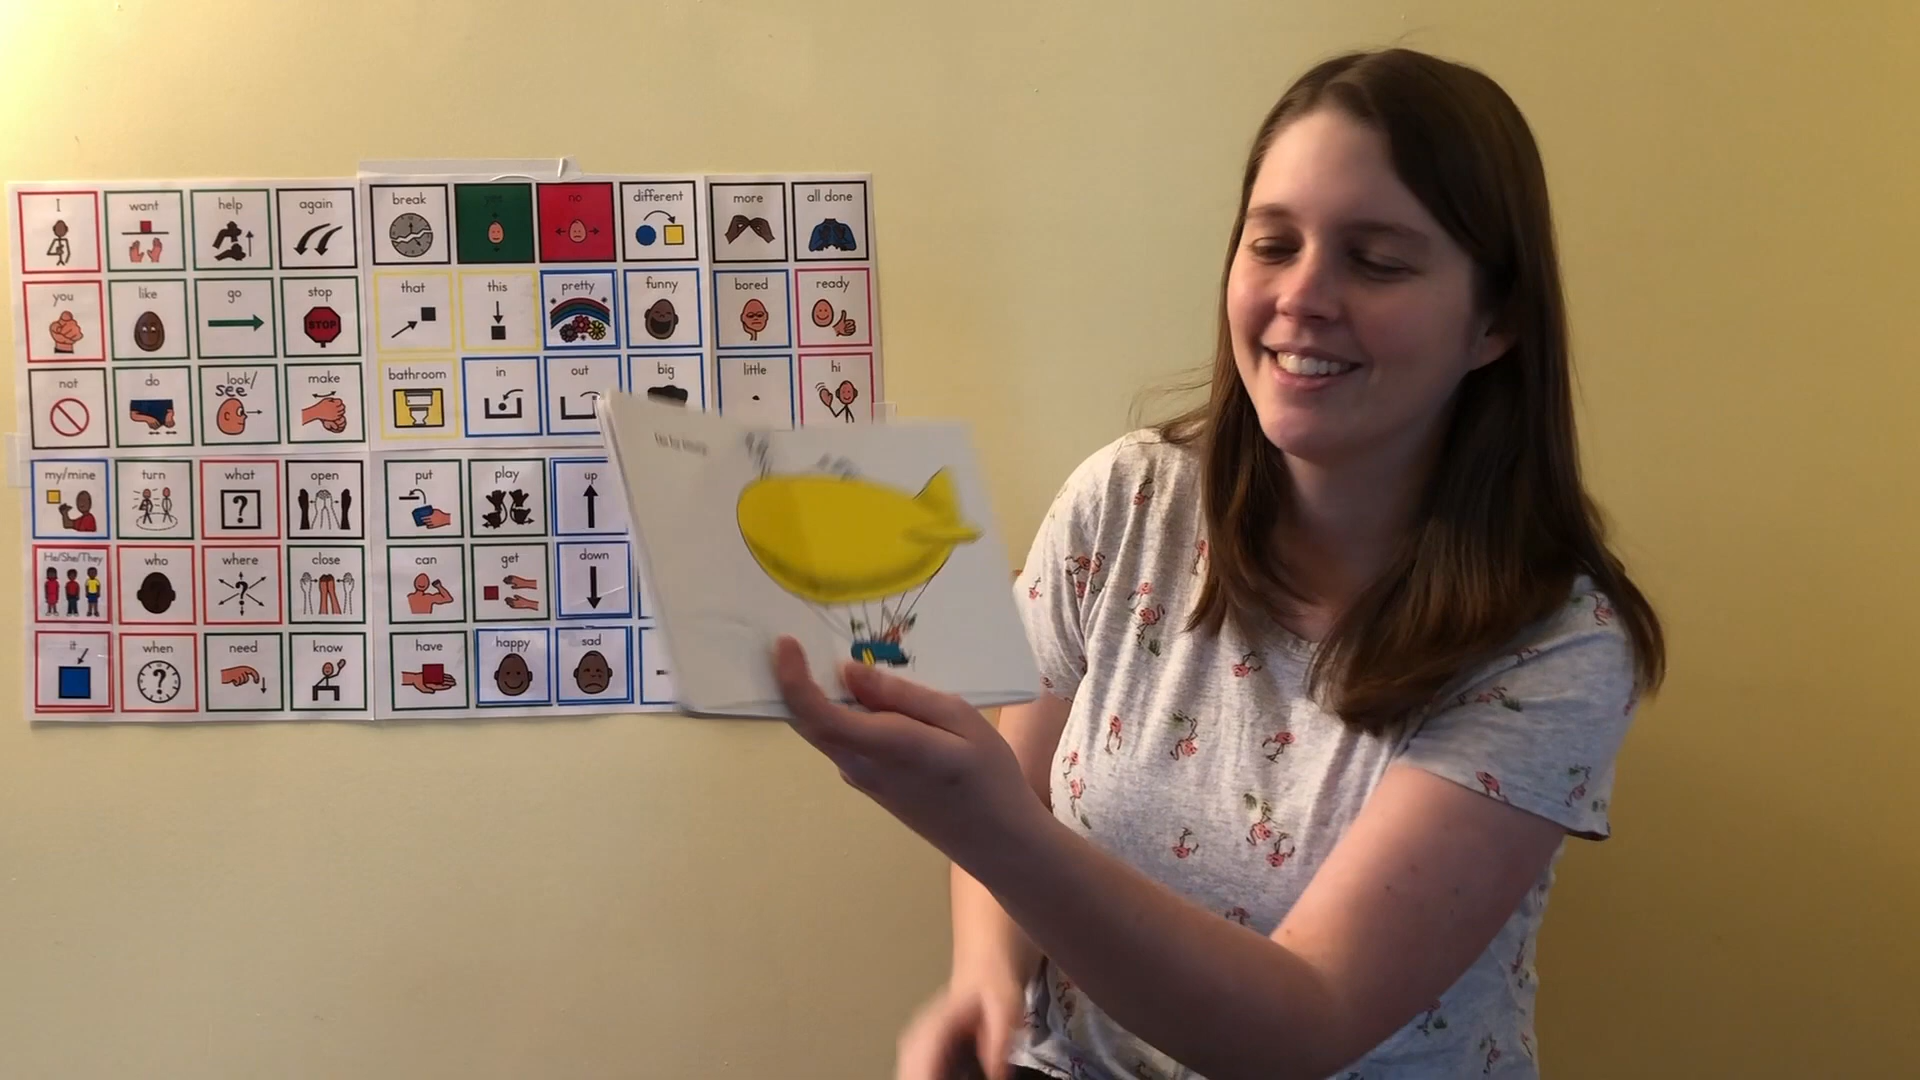 I want help again break yes no different more all done
you like go stop that this pretty funny bored ready
STOP
not do look/ make bathroom in out big little hi
see
my/mine turn what open put play up
?
He/She/They who where close can get down
?
it when need know have happy sad
?